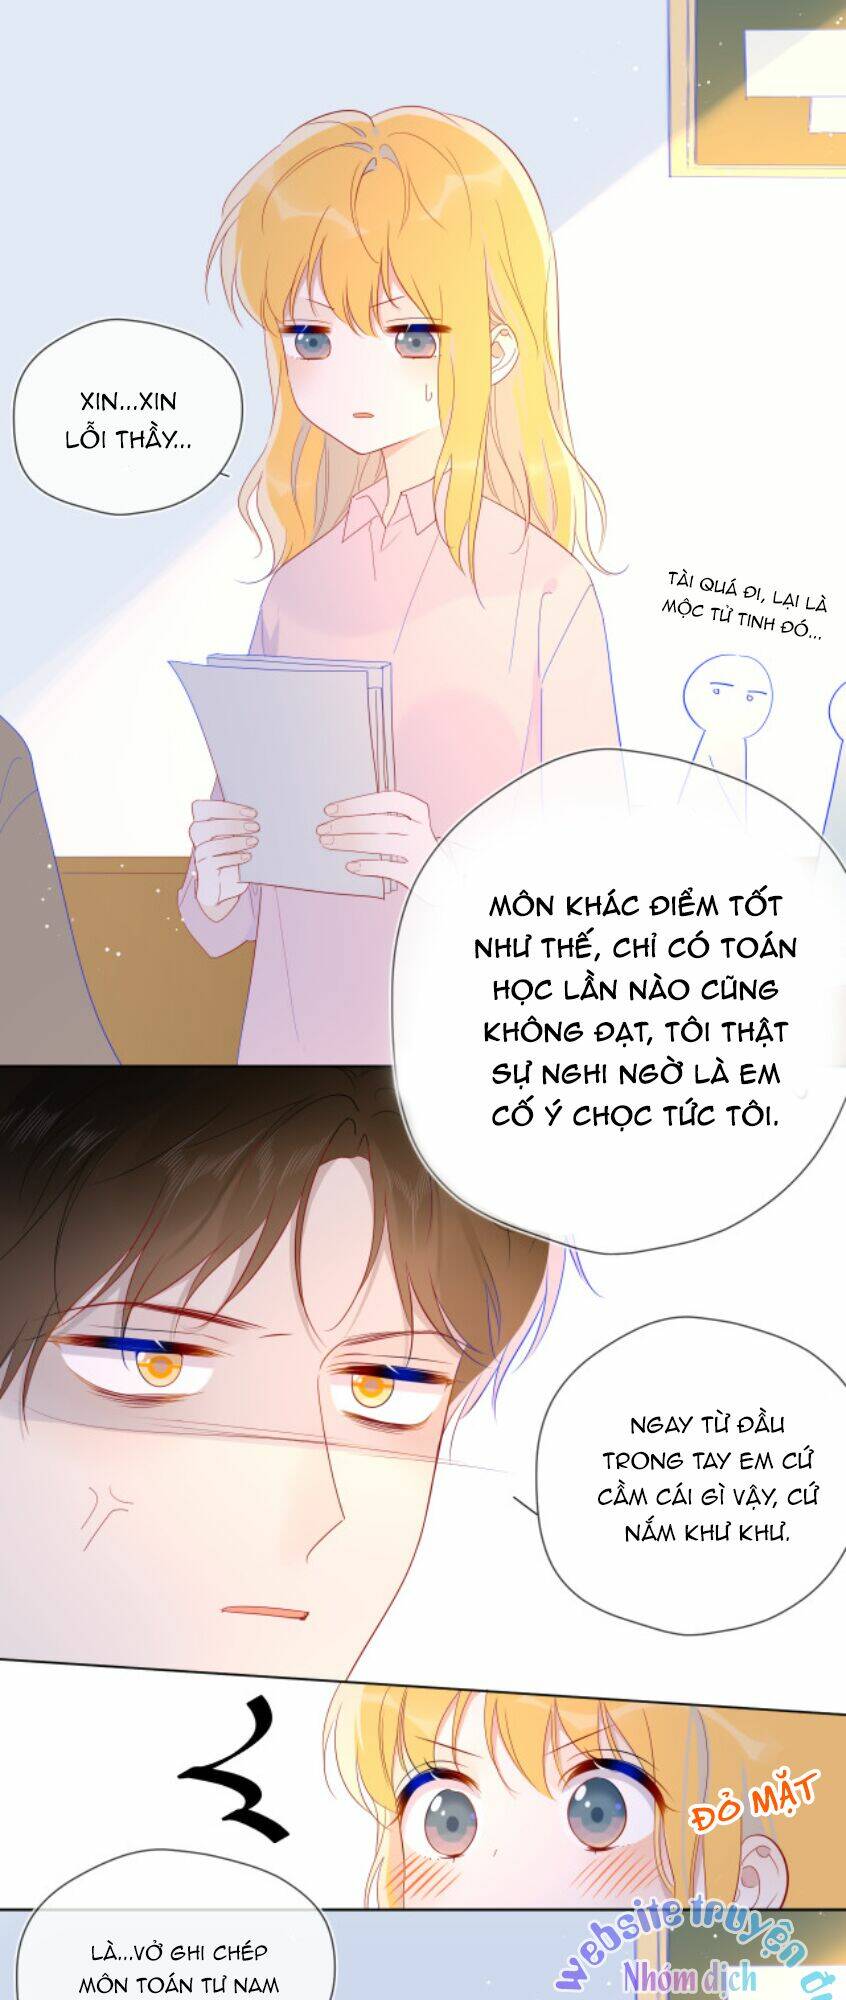 XIN...XIN
LỖI THẦY...
TÀI QUÁ ĐI, LẠI LÀ
MỘC TỬ TINH ĐÓ...
MÔN KHÁC ĐIỂM TỐT
NHƯ THẾ, CHỈ CÓ TOÁN
HỌC LẦN NÀO CŨNG
KHÔNG ĐẠT, TÔI THẬT
SỰ NGHI NGỜ LÀ EM
CỐ Ý CHỌC TỨC TÔI.
NGAY TỪ ĐẦU
TRONG TAY EM CỨ
CẦM CÁI GÌ VẬY, CỨ
NẮM KHƯ KHƯ.
ĐỎ MẶT
LÀ...VỞ GHI CHÉP
MÔN TOÁN TƯ NAM
website truyện
Nhóm dịch